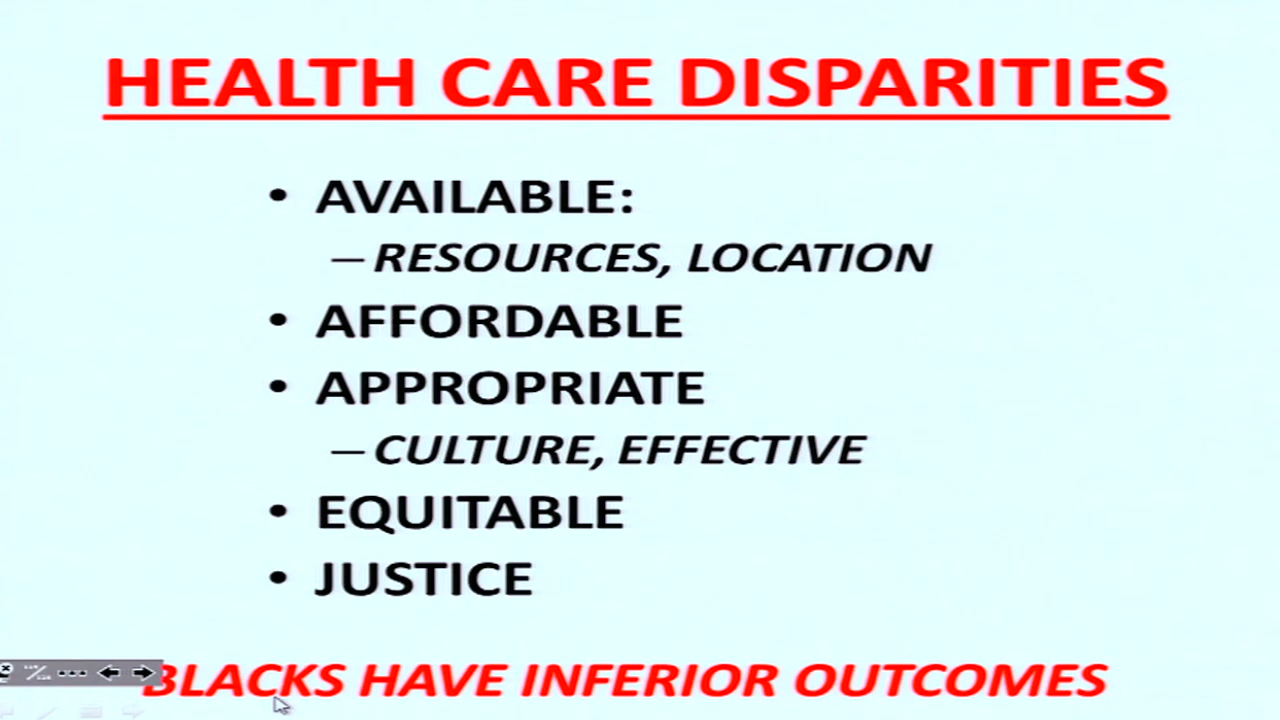 HEALTH CARE DISPARITIES
• AVAILABLE:
– RESOURCES, LOCATION
• AFFORDABLE
• APPROPRIATE
– CULTURE, EFFECTIVE
• EQUITABLE
• JUSTICE
BLACKS HAVE INFERIOR OUTCOMES